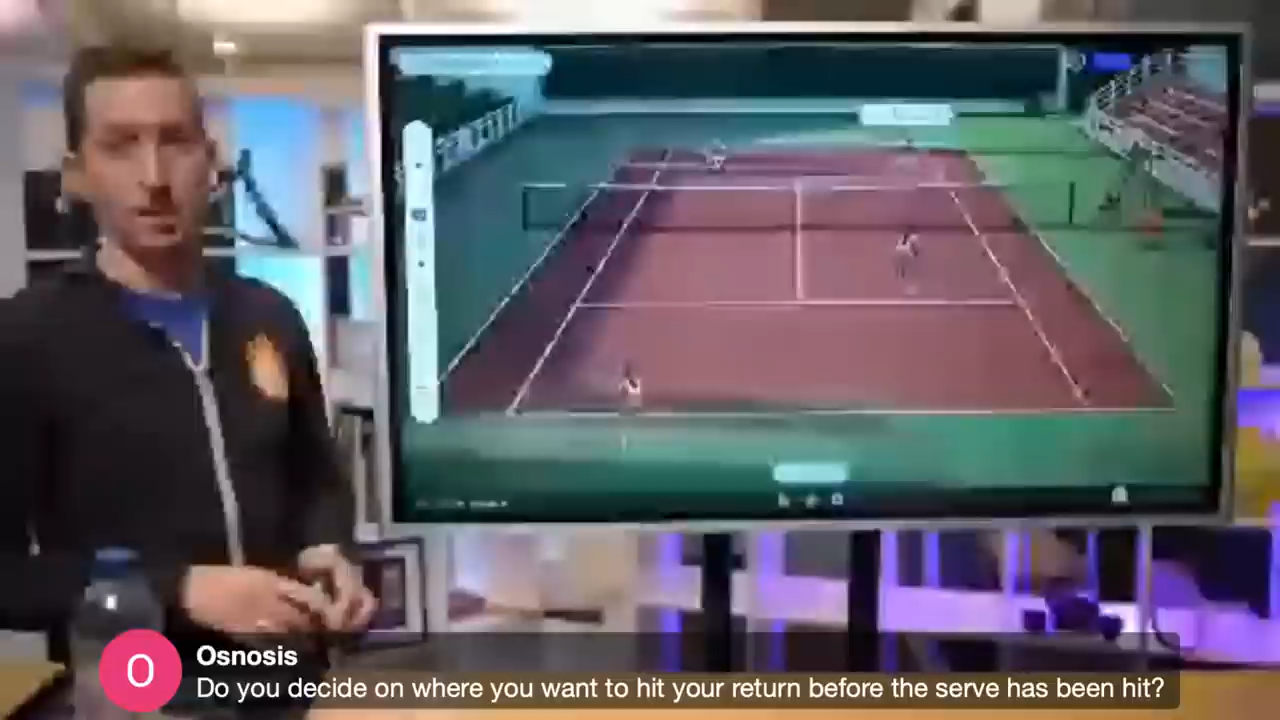 O
Osnosis
Do you decide on where you want to hit your return before the serve has been hit?